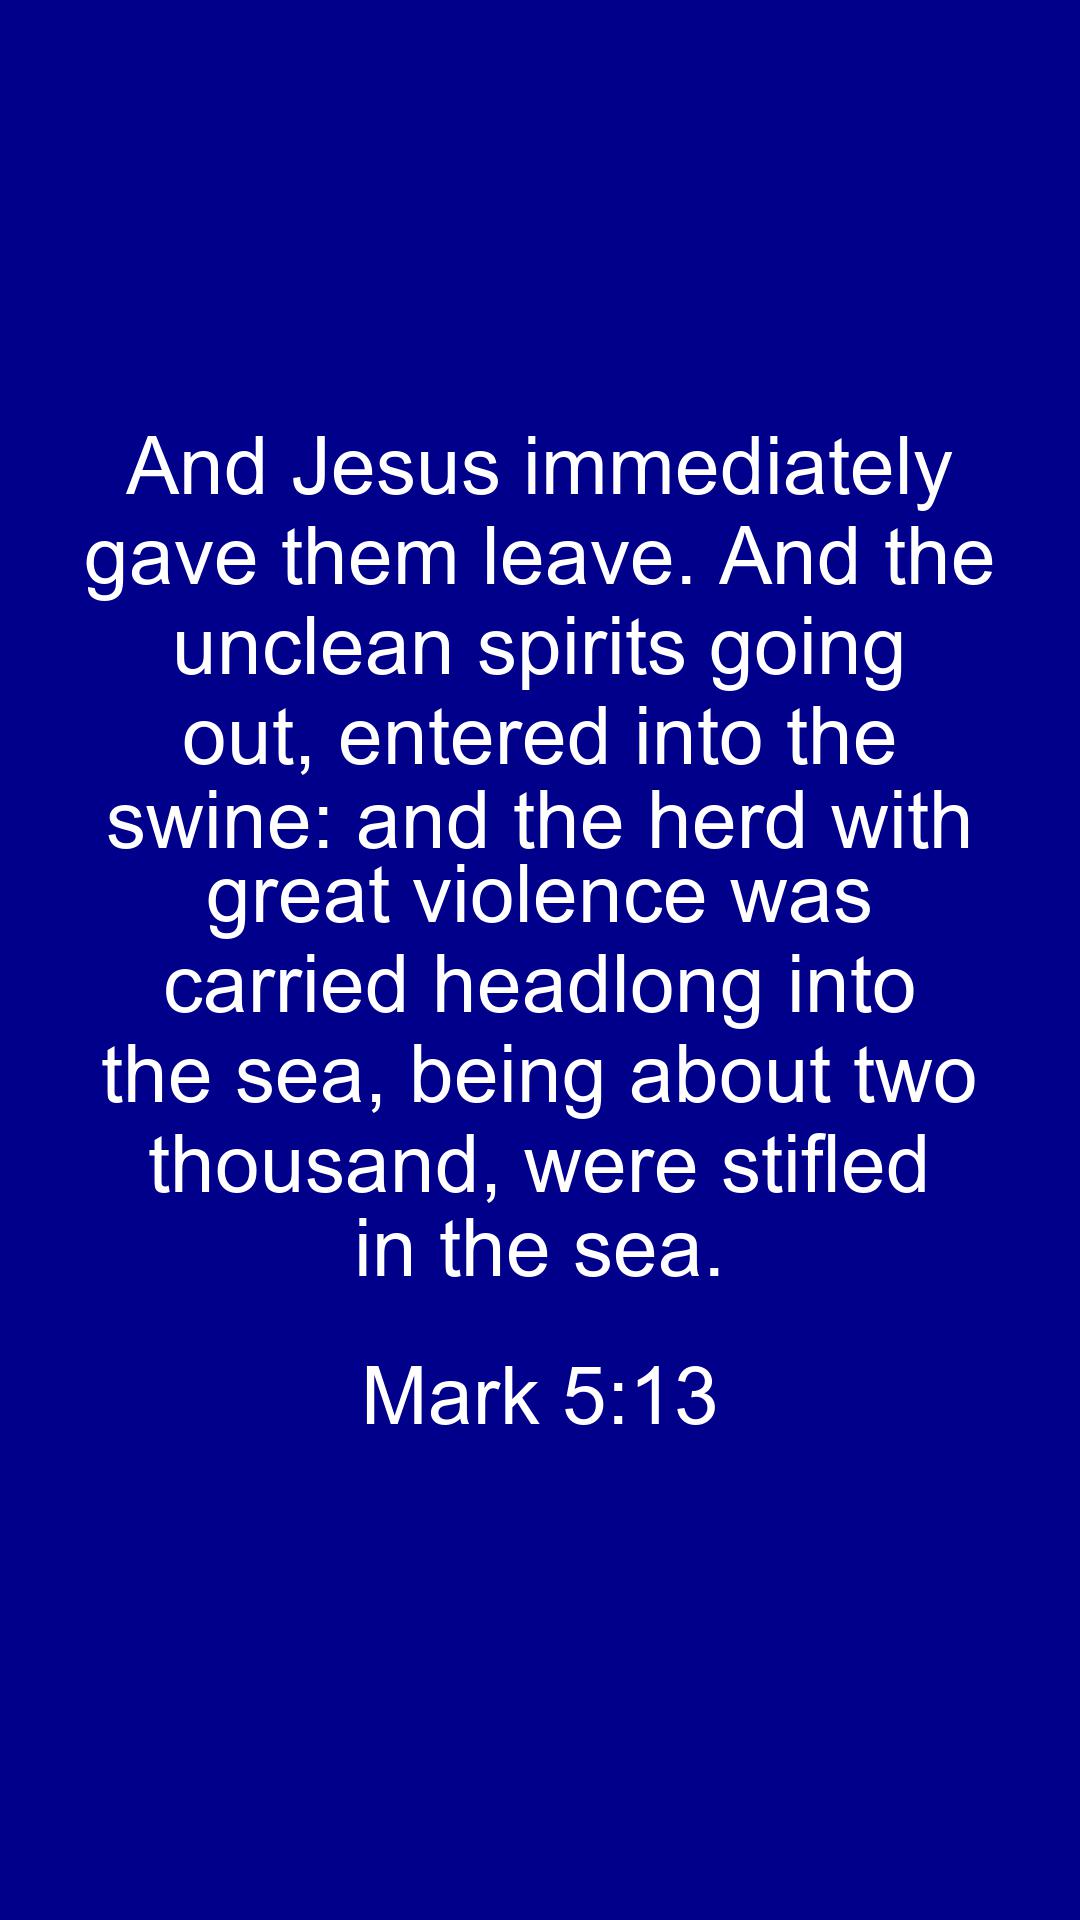 And Jesus immediately
gave them leave. And the
unclean spirits going
out, entered into the
swine: and the herd with
great violence was
carried headlong into
the sea, being about two
thousand, were stifled
in the sea.
Mark 5:13